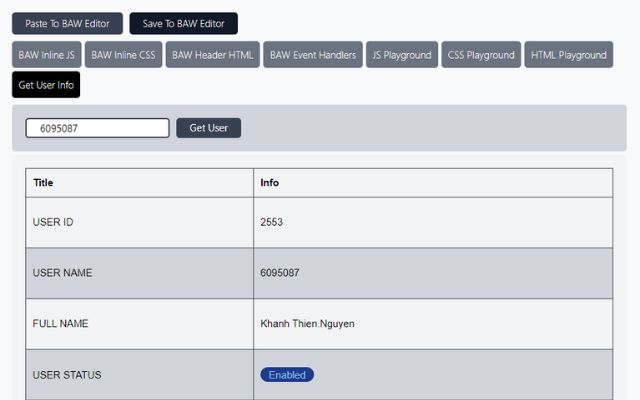 Paste To BAW Editor Save To BAW Editor
BAW Inline JS BAW Inline CSS BAW Header HTML BAW Event Handlers JS Playground CSS Playground HTML Playground
Get User Info
6095087 Get User
Title Info
USER ID 2553
USER NAME 6095087
FULL NAME Khanh Thien.Nguyen
USER STATUS Enabled